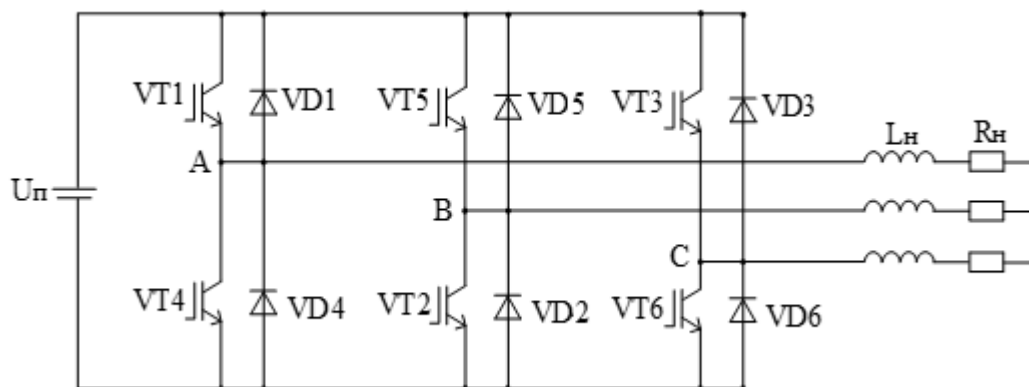 VT1
VD1
VT5
VD5
VT3
VD3
Lн
Rн
A
Uп
B
C
VT4
VD4
VT2
VD2
VT6
VD6